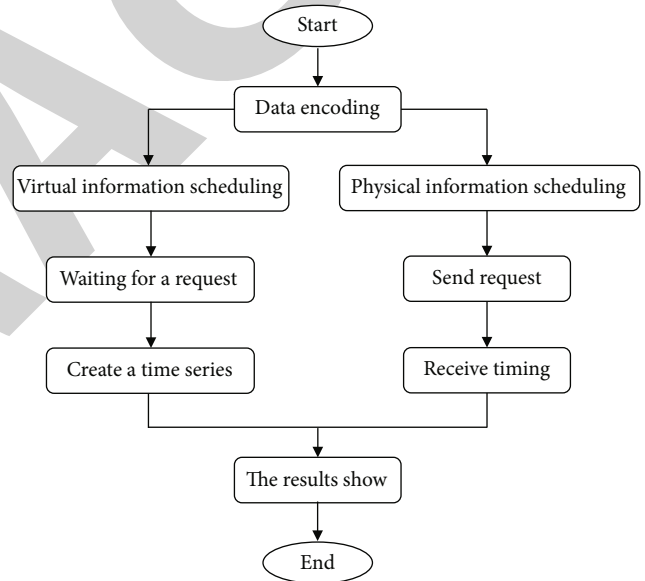 Start
Data encoding
Virtual information scheduling
Physical information scheduling
Waiting for a request
Send request
Create a time series
Receive timing
The results show
End